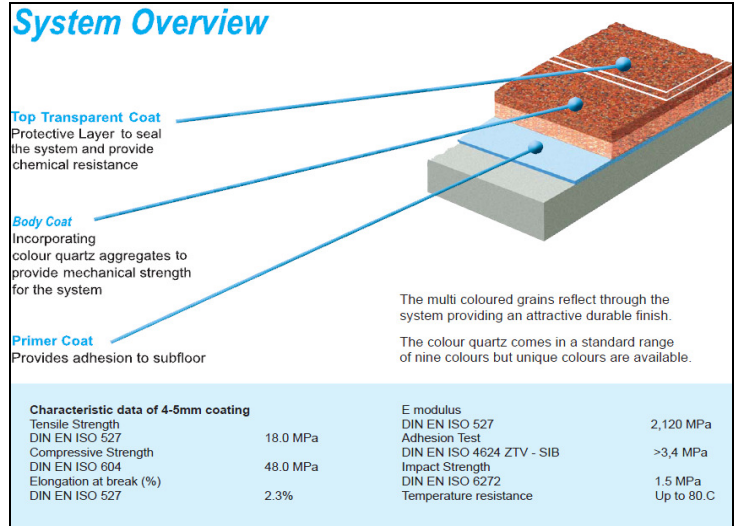 System Overview
Top Transparent Coat
Protective Layer to seal
the system and provide
chemical resistance
Body Coat
Incorporating
colour quartz aggregates to
provide mechanical strength
for the system
Primer Coat
Provides adhesion to subfloor
The multi coloured grains reflect through the
system providing an attractive durable finish.
The colour quartz comes in a standard range
of nine colours but unique colours are available.
Characteristic data of 4-5mm coating
Tensile Strength
DIN EN ISO 527 18.0 MPa
Compressive Strength
DIN EN ISO 604 48.0 MPa
Elongation at break (%)
DIN EN ISO 527 2.3%
E modulus
DIN EN ISO 527 2,120 MPa
Adhesion Test
DIN EN ISO 4624 ZTV - SIB >3,4 MPa
Impact Strength
DIN EN ISO 6272 1.5 MPa
Temperature resistance Up to 80.C